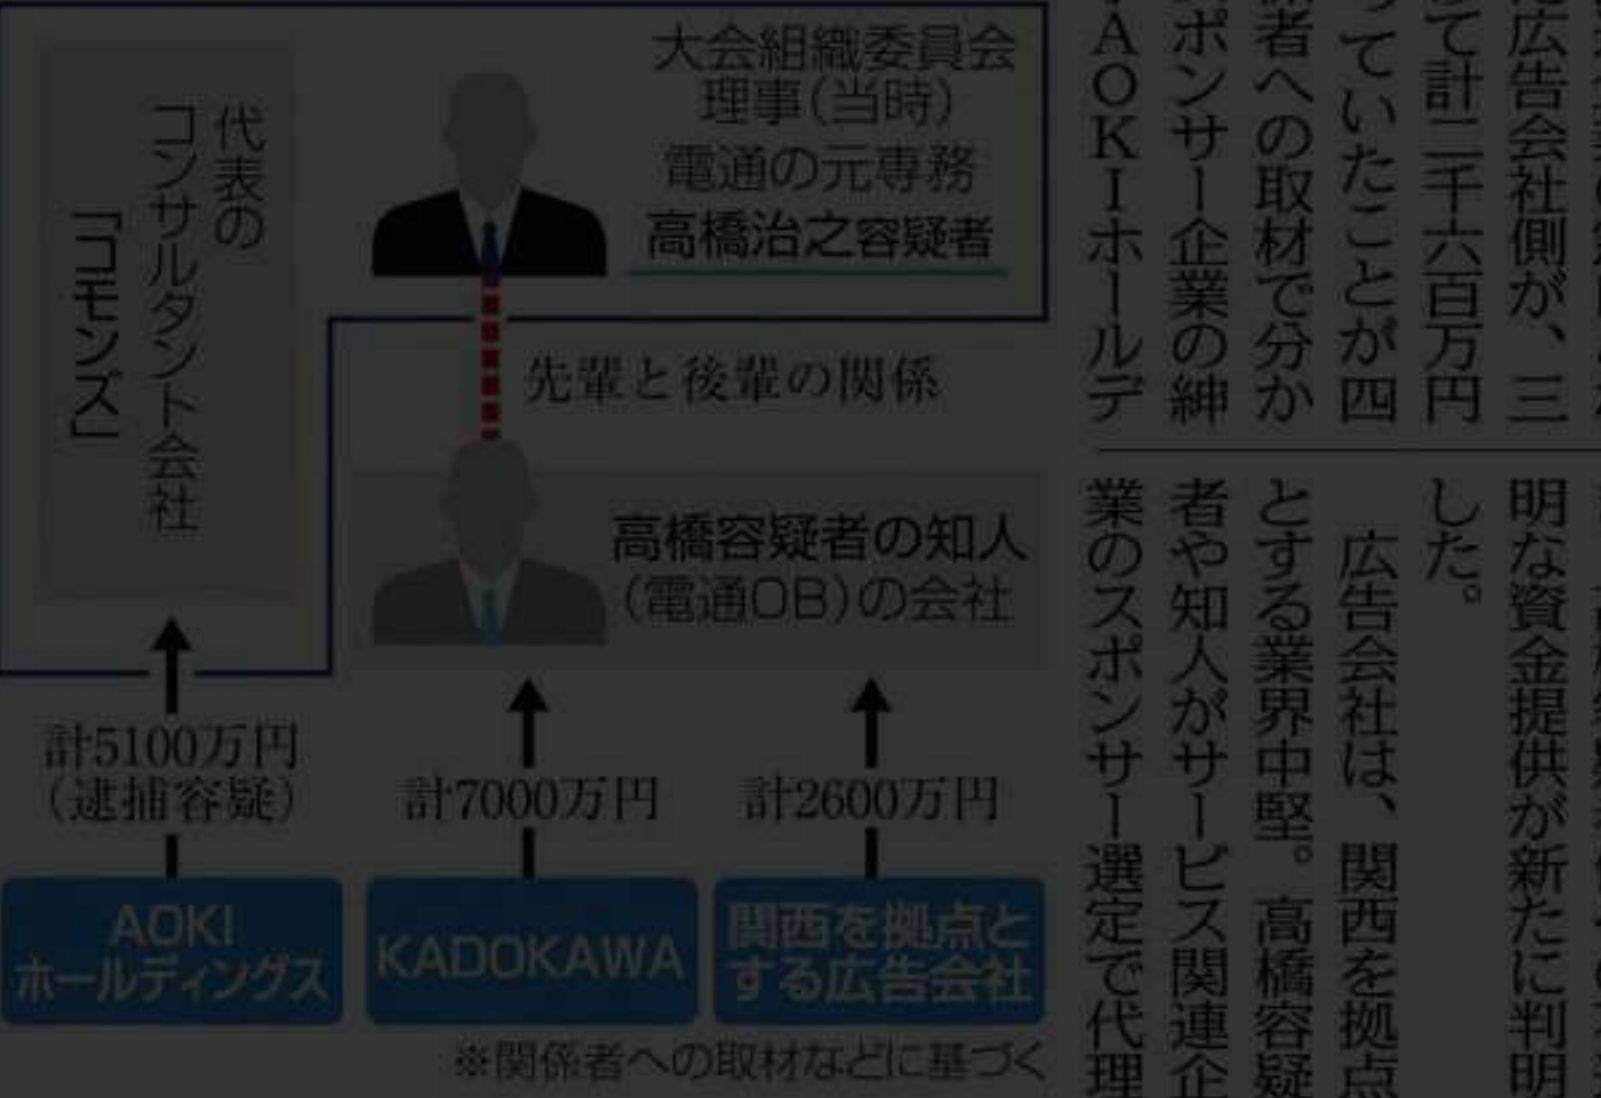 大会組織委員会
理事（当時）
電通の元専務
高橋治之容疑者
代表の
コンサルタント会社
「コモンズ」
先輩と後輩の関係
高橋容疑者の知人
（電通OB）の会社
計5100万円
（逮捕容疑）
計7000万円
計2600万円
AOKI
ホールディングス
KADOKAWA
関西を拠点と
する広告会社
※関係者への取材などに基づく
広告会社側が、三
て計二千六百万円
っていたことが四
係者への取材で分か
ポンサー企業の紳
AOKIホールデ
明な資金提供が新たに判明
した。
広告会社は、関西を拠点
とする業界中堅。高橋容疑
者や知人がサービス関連企
業のスポンサー選定で代理